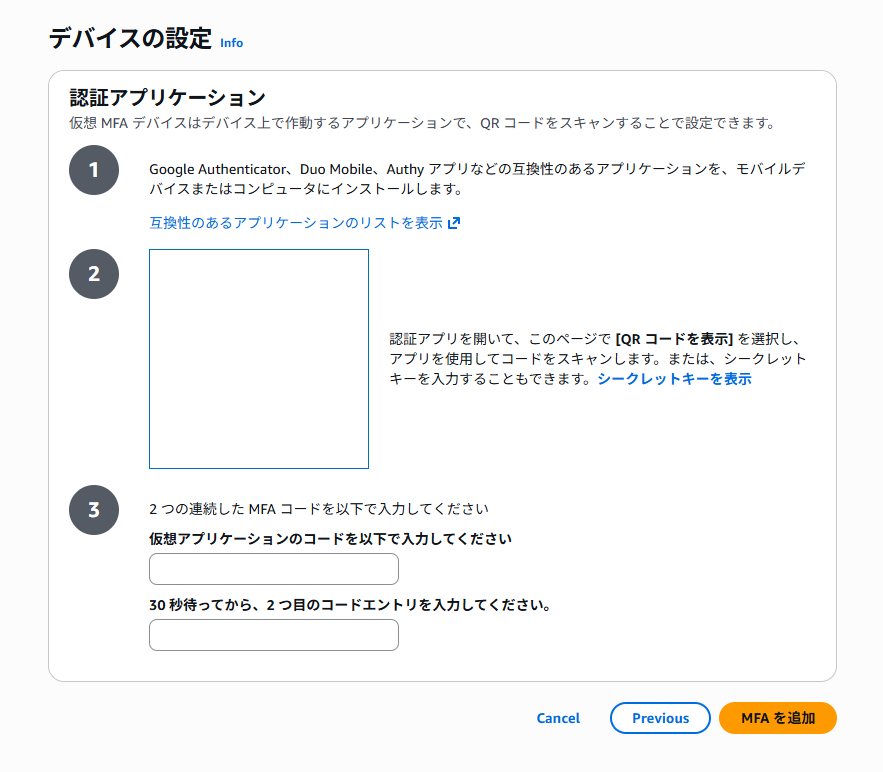 デバイスの設定 Info
認証アプリケーション
仮想 MFA デバイスはデバイス上で作動するアプリケーションで、QR コードをスキャンすることで設定できます。
1
Google Authenticator、Duo Mobile、Authy アプリなどの互換性のあるアプリケーションを、モバイルデ
バイスまたはコンピュータにインストールします。
互換性のあるアプリケーションのリストを表示
2
認証アプリを開いて、このページで [QR コードを表示] を選択し、
アプリを使用してコードをスキャンします。または、シークレット
キーを入力することもできます。シークレットキーを表示
3
2 つの連続した MFA コードを以下で入力してください
仮想アプリケーションのコードを以下で入力してください
30 秒待ってから、2 つ目のコードエントリを入力してください。
Cancel
Previous
MFA を追加